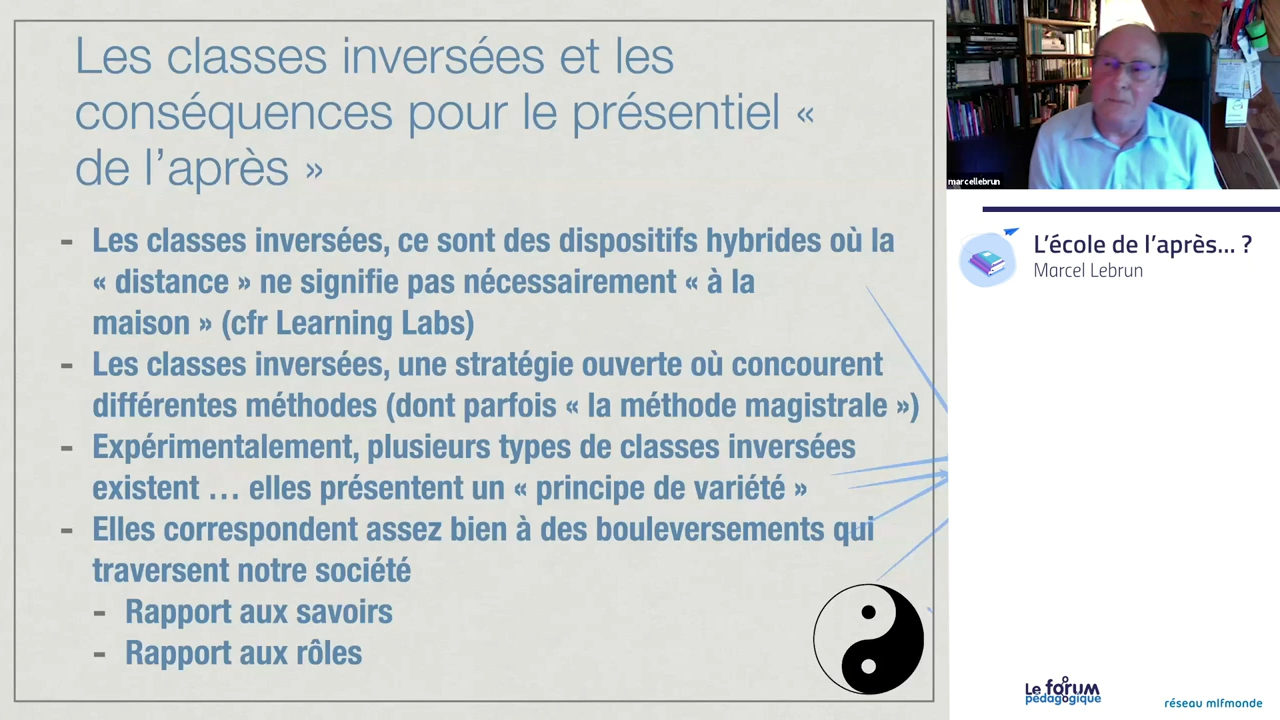 Les classes inversées et les
conséquences pour le présentiel «
de l’après »
- Les classes inversées, ce sont des dispositifs hybrides où la
« distance » ne signifie pas nécessairement « à la
maison » (cfr Learning Labs)
- Les classes inversées, une stratégie ouverte où concourent
différentes méthodes (dont parfois « la méthode magistrale »)
- Expérimentalement, plusieurs types de classes inversées
existent … elles présentent un « principe de variété »
- Elles correspondent assez bien à des bouleversements qui
traversent notre société
- Rapport aux savoirs
- Rapport aux rôles
marcellebrun
L’école de l’après... ?
Marcel Lebrun
Le forum
pédagogique
réseau mlfmonde